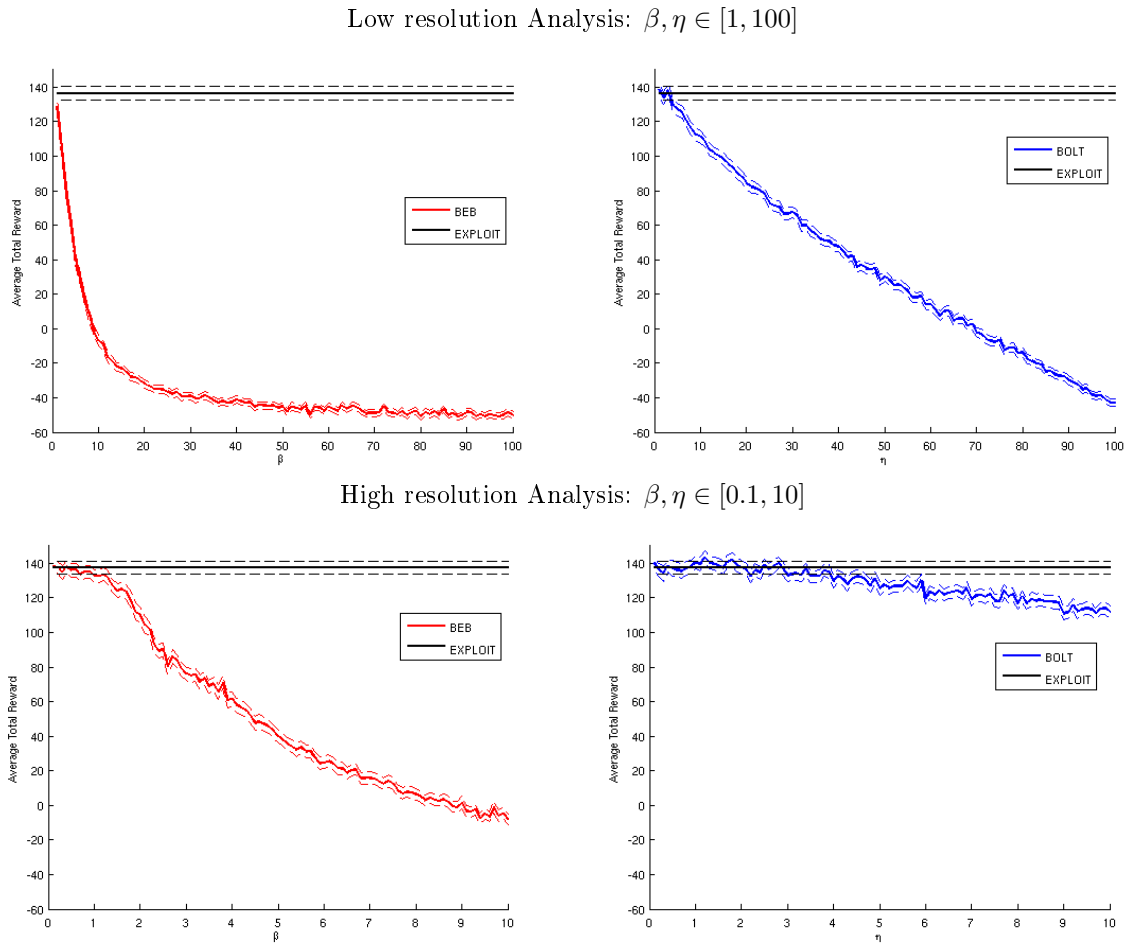 Low resolution Analysis: β, η ∈ [1, 100]
140
120
100
80
60
40
20
0
-20
-40
-60
Average Total Reward
BEB
EXPLOIT
0 10 20 30 40 50 60 70 80 90 100
β
140
120
100
80
60
40
20
0
-20
-40
-60
Average Total Reward
BOLT
EXPLOIT
0 10 20 30 40 50 60 70 80 90 100
η
High resolution Analysis: β, η ∈ [0.1, 10]
140
120
100
80
60
40
20
0
-20
-40
-60
Average Total Reward
BEB
EXPLOIT
0 1 2 3 4 5 6 7 8 9 10
β
140
120
100
80
60
40
20
0
-20
-40
-60
Average Total Reward
BOLT
EXPLOIT
0 1 2 3 4 5 6 7 8 9 10
η